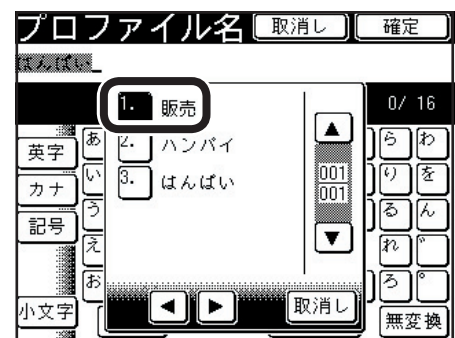 プロファイル名 取消し 確定
はんばい_
0/ 16
1. 販売
2. ハンバイ
3. はんばい
▲
001
001
▼
◀ ▶ 取消し
英字 あ ら わ
カナ い り を
記号 う る ん
え れ ゛
お ろ ゜
小文字 無変換